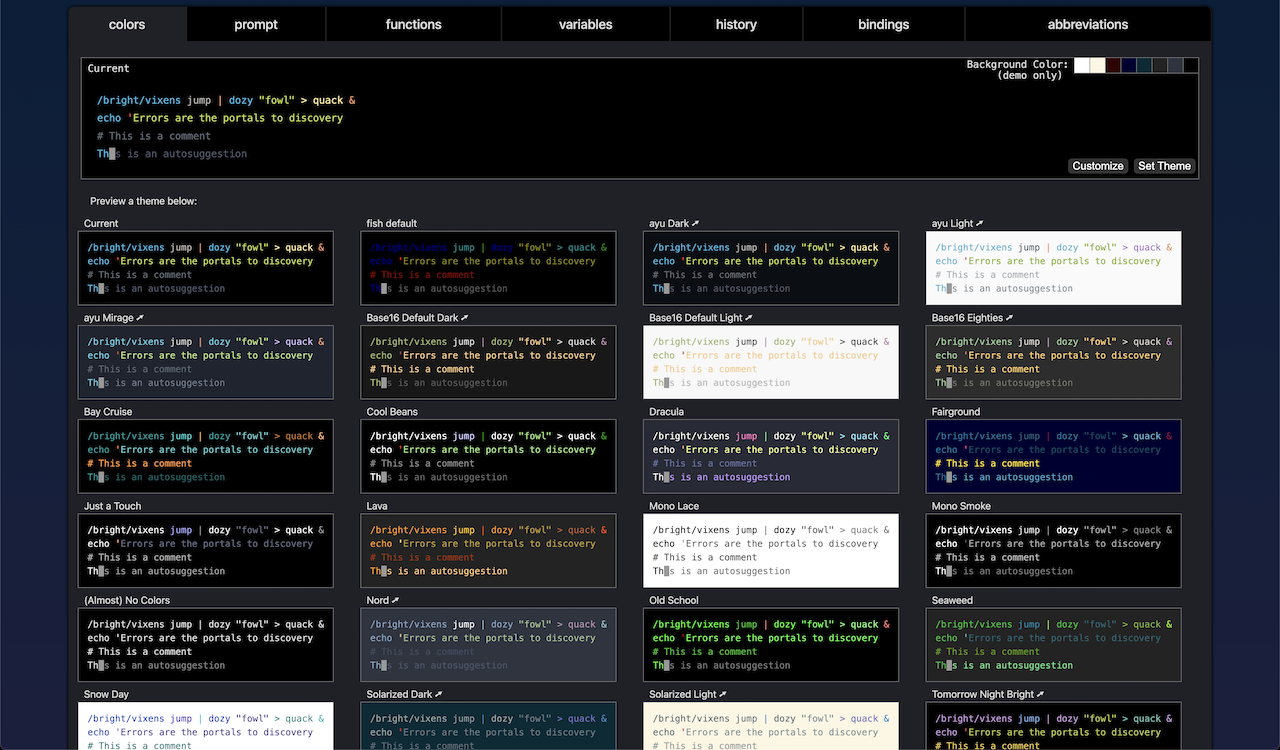 colors prompt functions variables history bindings abbreviations
Current
Background Color:
(demo only)
/bright/vixens jump | dozy "fowl" > quack &
echo 'Errors are the portals to discovery
# This is a comment
Th s is an autosuggestion
Customize Set Theme
Preview a theme below:
Current
/bright/vixens jump | dozy "fowl" > quack &
echo 'Errors are the portals to discovery
# This is a comment
Th s is an autosuggestion
fish default
/bright/vixens jump | dozy "fowl" > quack &
echo 'Errors are the portals to discovery
# This is a comment
Th s is an autosuggestion
ayu Dark ➚
/bright/vixens jump | dozy "fowl" > quack &
echo 'Errors are the portals to discovery
# This is a comment
Th s is an autosuggestion
ayu Light ➚
/bright/vixens jump | dozy "fowl" > quack &
echo 'Errors are the portals to discovery
# This is a comment
Th s is an autosuggestion
ayu Mirage ➚
/bright/vixens jump | dozy "fowl" > quack &
echo 'Errors are the portals to discovery
# This is a comment
Th s is an autosuggestion
Base16 Default Dark ➚
/bright/vixens jump | dozy "fowl" > quack &
echo 'Errors are the portals to discovery
# This is a comment
Th s is an autosuggestion
Base16 Default Light ➚
/bright/vixens jump | dozy "fowl" > quack &
echo 'Errors are the portals to discovery
# This is a comment
Th s is an autosuggestion
Base16 Eighties ➚
/bright/vixens jump | dozy "fowl" > quack &
echo 'Errors are the portals to discovery
# This is a comment
Th s is an autosuggestion
Bay Cruise
/bright/vixens jump | dozy "fowl" > quack &
echo 'Errors are the portals to discovery
# This is a comment
Th s is an autosuggestion
Cool Beans
/bright/vixens jump | dozy "fowl" > quack &
echo 'Errors are the portals to discovery
# This is a comment
Th s is an autosuggestion
Dracula
/bright/vixens jump | dozy "fowl" > quack &
echo 'Errors are the portals to discovery
# This is a comment
Th s is an autosuggestion
Fairground
/bright/vixens jump | dozy "fowl" > quack &
echo 'Errors are the portals to discovery
# This is a comment
Th s is an autosuggestion
Just a Touch
/bright/vixens jump | dozy "fowl" > quack &
echo 'Errors are the portals to discovery
# This is a comment
Th s is an autosuggestion
Lava
/bright/vixens jump | dozy "fowl" > quack &
echo 'Errors are the portals to discovery
# This is a comment
Th s is an autosuggestion
Mono Lace
/bright/vixens jump | dozy "fowl" > quack &
echo 'Errors are the portals to discovery
# This is a comment
Th s is an autosuggestion
Mono Smoke
/bright/vixens jump | dozy "fowl" > quack &
echo 'Errors are the portals to discovery
# This is a comment
Th s is an autosuggestion
(Almost) No Colors
/bright/vixens jump | dozy "fowl" > quack &
echo 'Errors are the portals to discovery
# This is a comment
Th s is an autosuggestion
Nord ➚
/bright/vixens jump | dozy "fowl" > quack &
echo 'Errors are the portals to discovery
# This is a comment
Th s is an autosuggestion
Old School
/bright/vixens jump | dozy "fowl" > quack &
echo 'Errors are the portals to discovery
# This is a comment
Th s is an autosuggestion
Seaweed
/bright/vixens jump | dozy "fowl" > quack &
echo 'Errors are the portals to discovery
# This is a comment
Th s is an autosuggestion
Snow Day
/bright/vixens jump | dozy "fowl" > quack &
echo 'Errors are the portals to discovery
# This is a comment
Solarized Dark ➚
/bright/vixens jump | dozy "fowl" > quack &
echo 'Errors are the portals to discovery
# This is a comment
Solarized Light ➚
/bright/vixens jump | dozy "fowl" > quack &
echo 'Errors are the portals to discovery
# This is a comment
Tomorrow Night Bright ➚
/bright/vixens jump | dozy "fowl" > quack &
echo 'Errors are the portals to discovery
# This is a comment